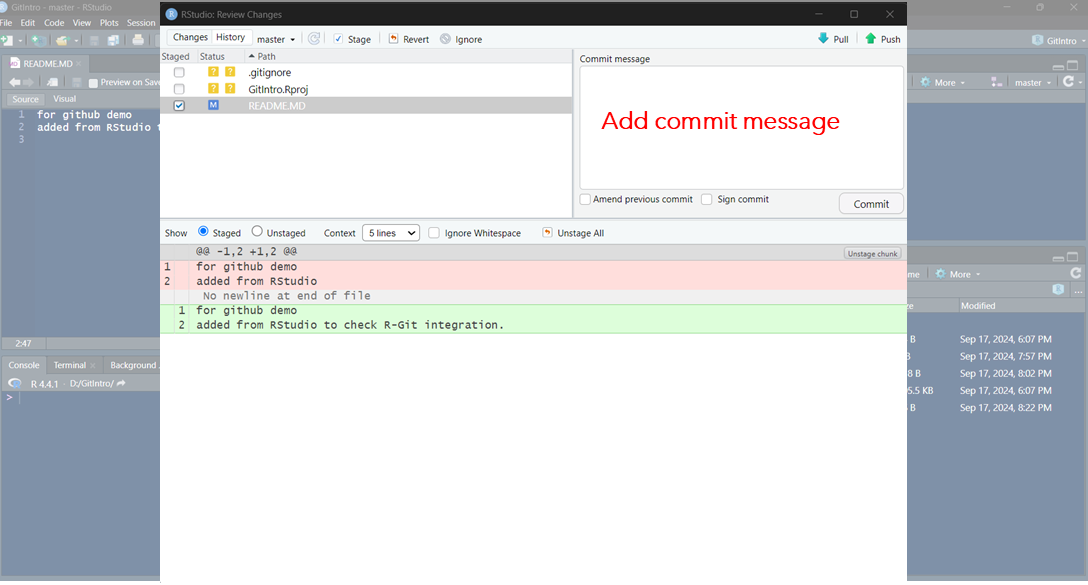 GitIntro - master - RStudio
File Edit Code View Plots Session
README.MD
Preview on Save
Source Visual
1 for github demo
2 added from RStudio t
3
2:47
Console Terminal Background
R 4.4.1 · D:/GitIntro/
>
RStudio: Review Changes
Changes History master Stage Revert Ignore Pull Push
Staged Status Path
? ? .gitignore
? ? GitIntro.Rproj
M README.MD
Commit message
Add commit message
Amend previous commit Sign commit
Commit
Show Staged Unstaged Context 5 lines Ignore Whitespace Unstage All
@@ -1,2 +1,2 @@ Unstage chunk
1 for github demo
2 added from RStudio
No newline at end of file
1 for github demo
2 added from RStudio to check R-Git integration.
GitIntro
More master
me More
...
ze Modified
B Sep 17, 2024, 6:07 PM
B Sep 17, 2024, 7:57 PM
8 B Sep 17, 2024, 8:02 PM
5.5 KB Sep 17, 2024, 6:07 PM
B Sep 17, 2024, 8:22 PM